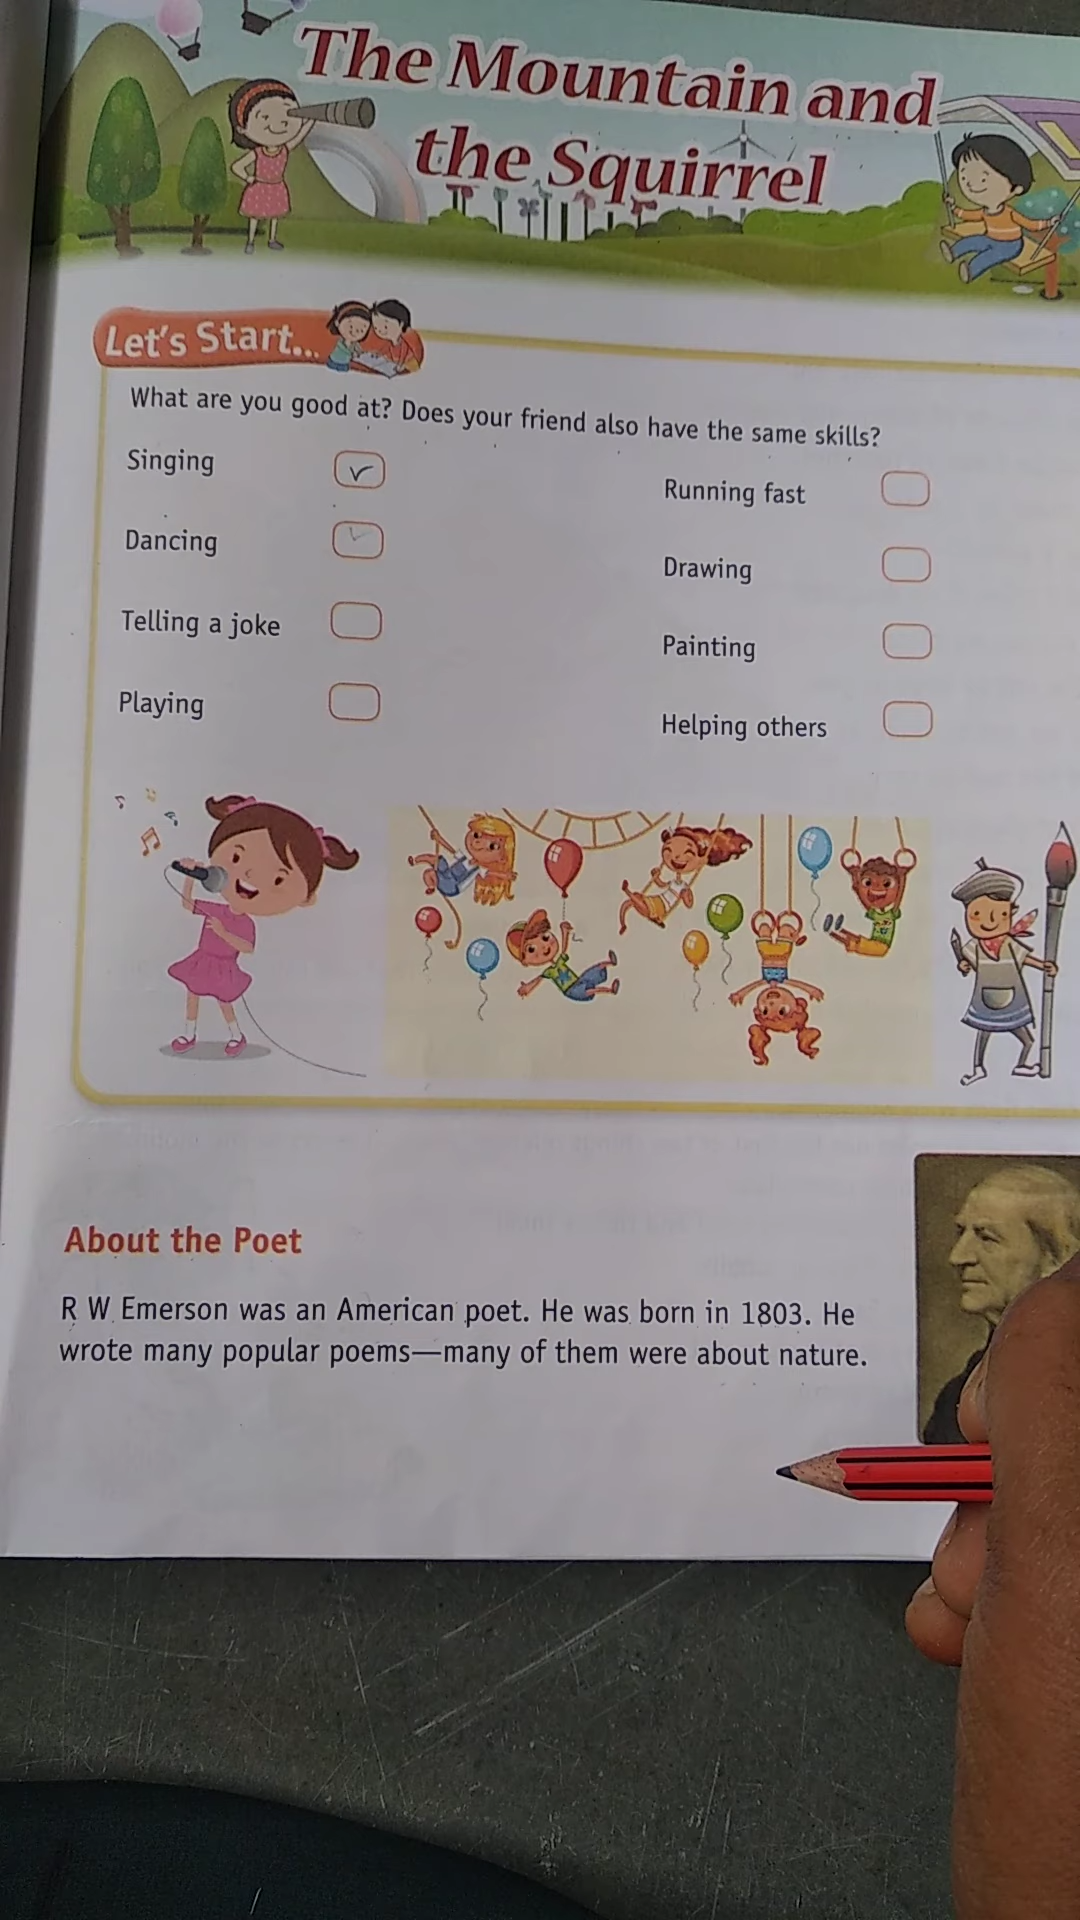 The Mountain and
the Squirrel
Let's Start...
What are you good at? Does your friend also have the same skills?
Singing
Dancing
Telling a joke
Playing
Running fast
Drawing
Painting
Helping others
About the Poet
R W Emerson was an American poet. He was born in 1803. He
wrote many popular poems—many of them were about nature.